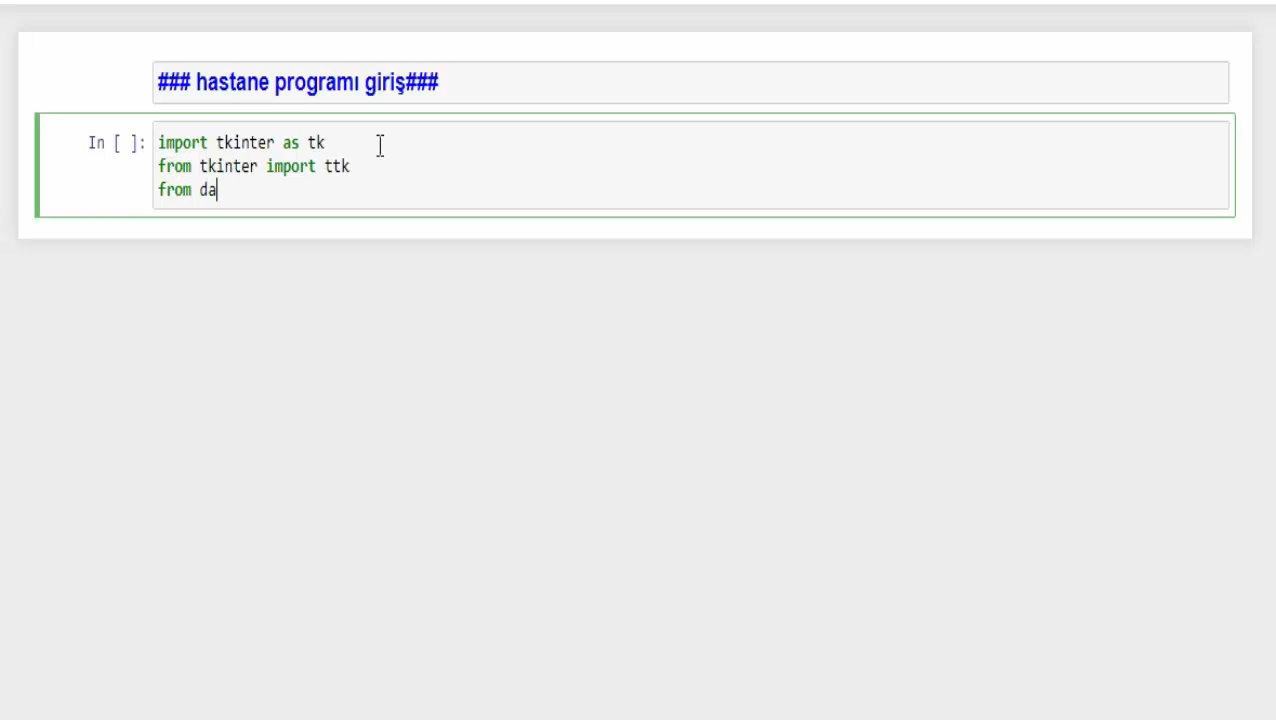 ### hastane programı giriş###
In [ ]: import tkinter as tk
from tkinter import ttk
from da